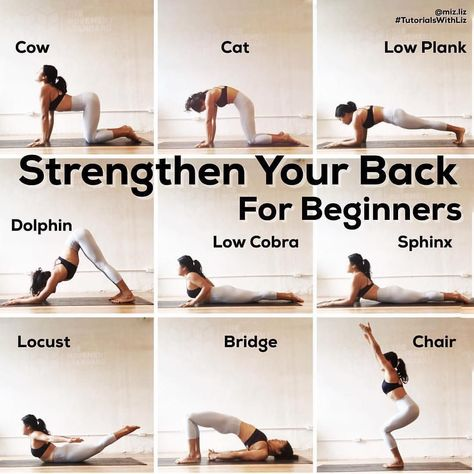 @miz.liz
#TutorialsWithLiz
Cow
Cat
Low Plank
Strengthen Your Back
For Beginners
Dolphin
Low Cobra
Sphinx
Locust
Bridge
Chair